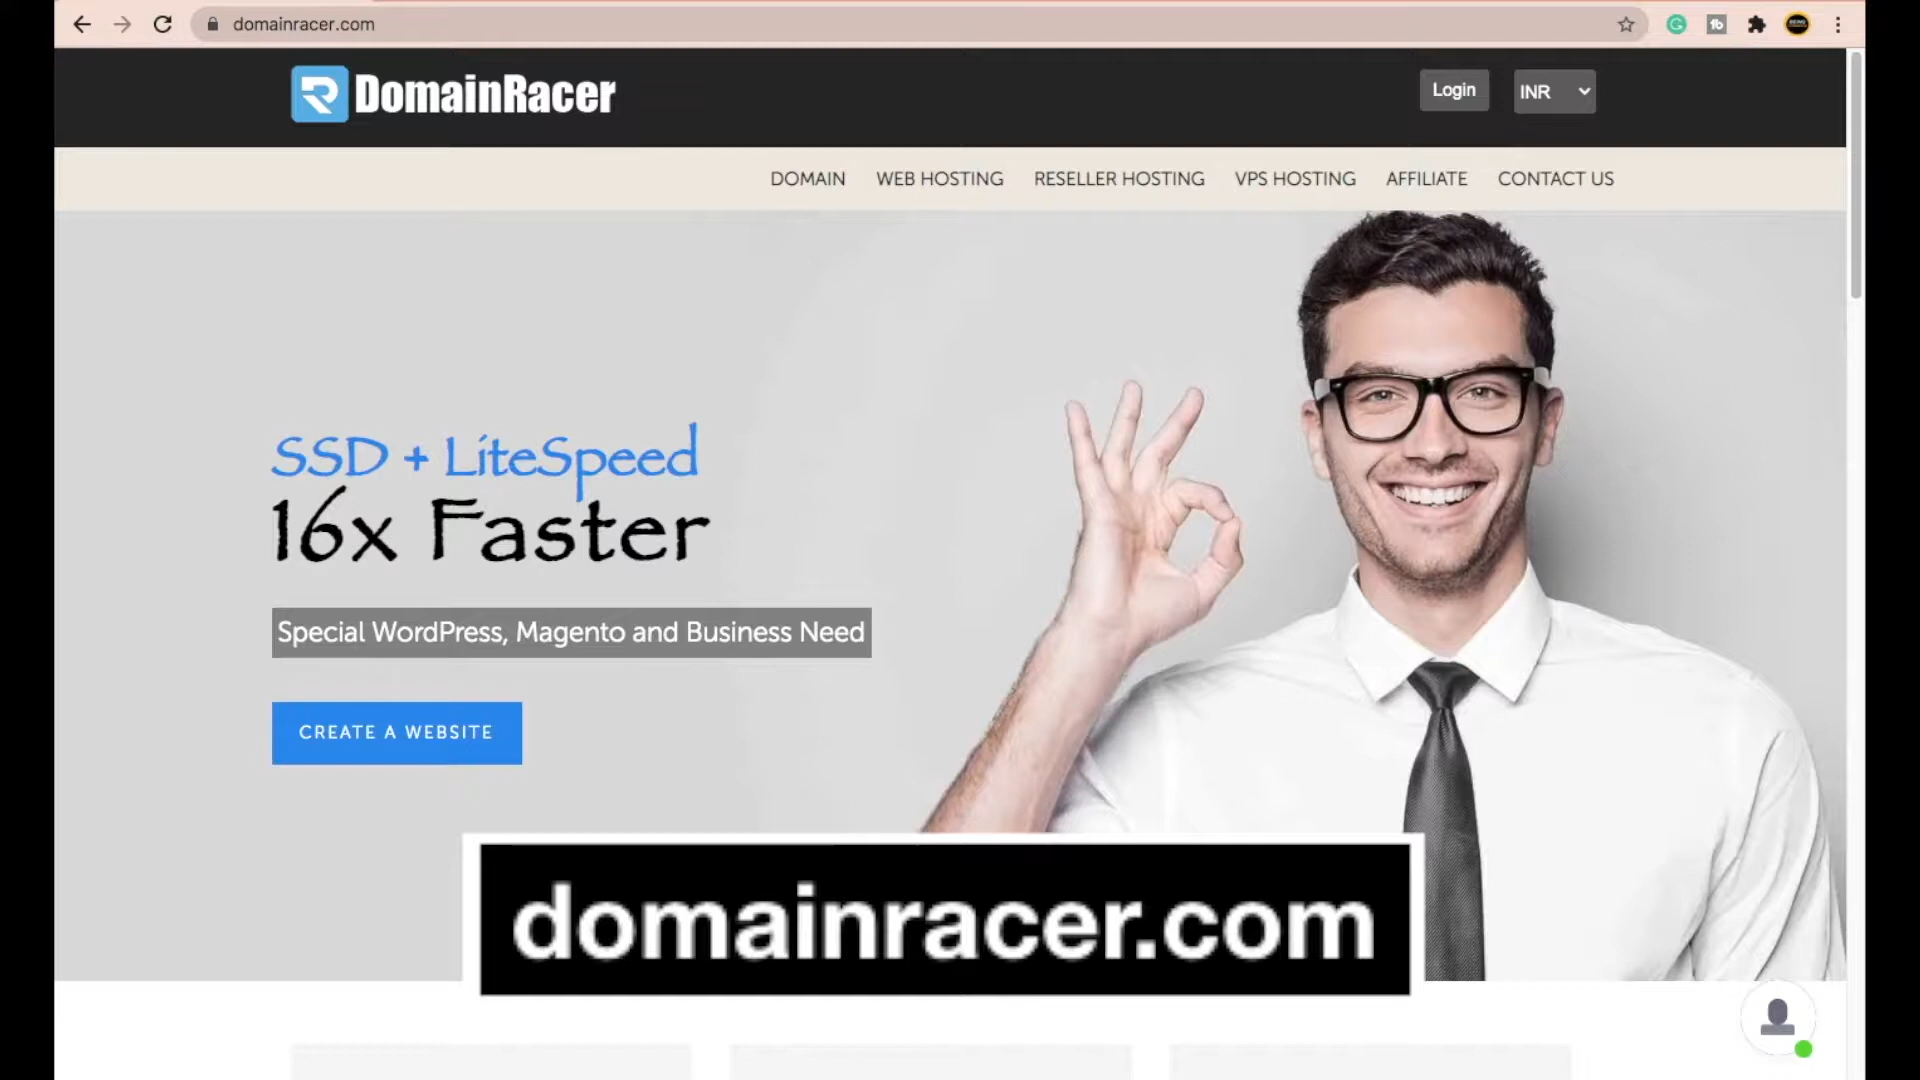 domainracer.com
DomainRacer
Login
INR
DOMAIN WEB HOSTING RESELLER HOSTING VPS HOSTING AFFILIATE CONTACT US
SSD + LiteSpeed
16x Faster
Special WordPress, Magento and Business Need
CREATE A WEBSITE
domainracer.com